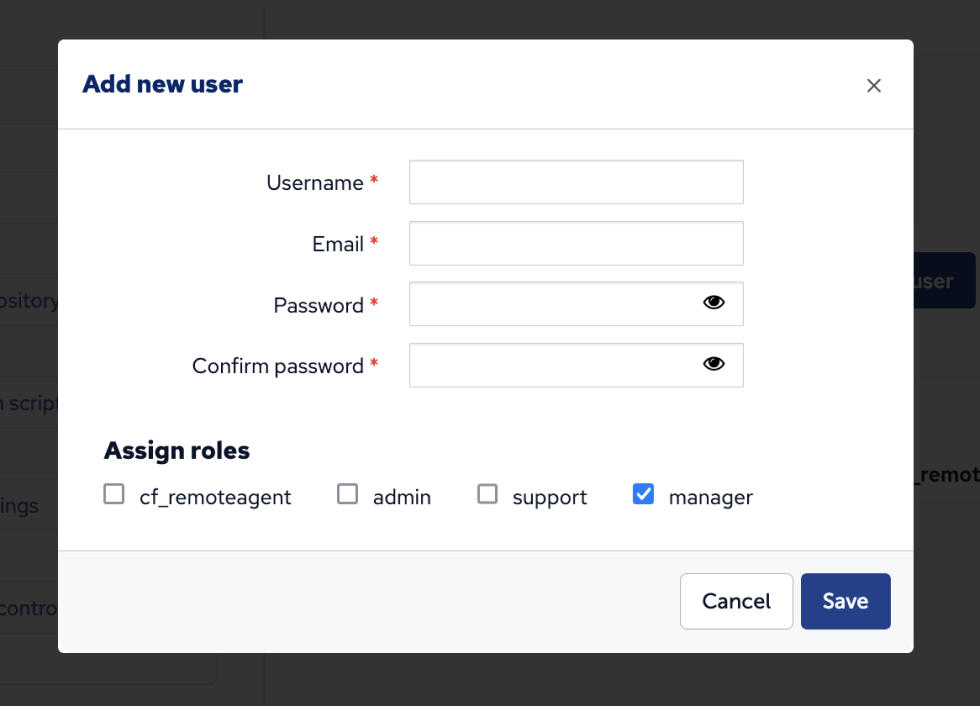 Add new user
Username *
Email *
Password *
Confirm password *
Assign roles
cf_remoteagent admin support manager
Cancel Save
user
ository
script
_remot
ings
contro